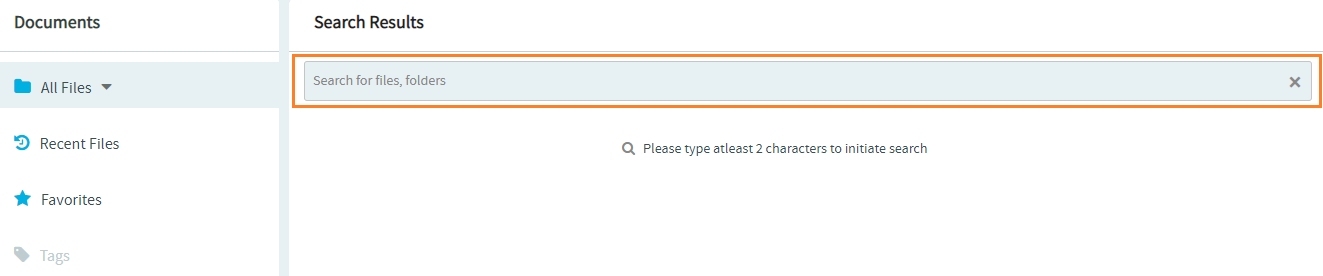 Documents
Search Results
All Files
Search for files, folders
Recent Files
Please type atleast 2 characters to initiate search
Favorites
Tags